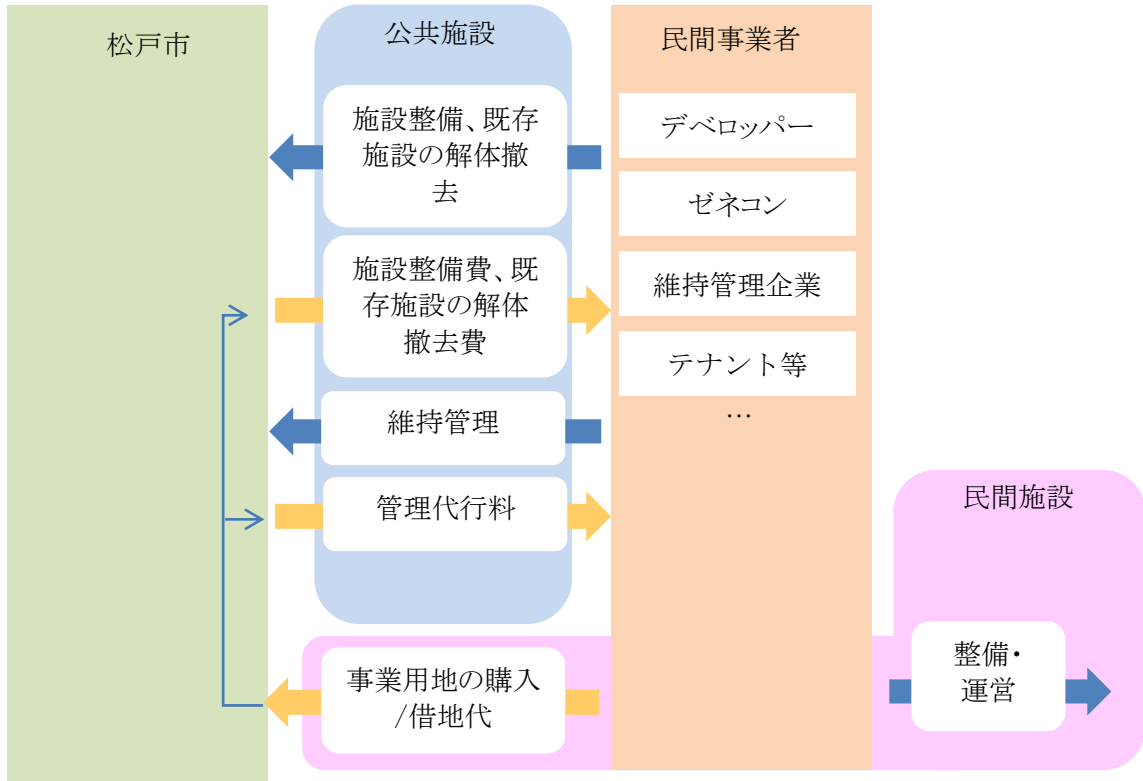 松戸市
公共施設
施設整備、既存
施設の解体撤
去
施設整備費、既
存施設の解体
撤去費
維持管理
管理代行料
事業用地の購入
/借地代
民間事業者
デベロッパー
ゼネコン
維持管理企業
テナント等
…
民間施設
整備・
運営